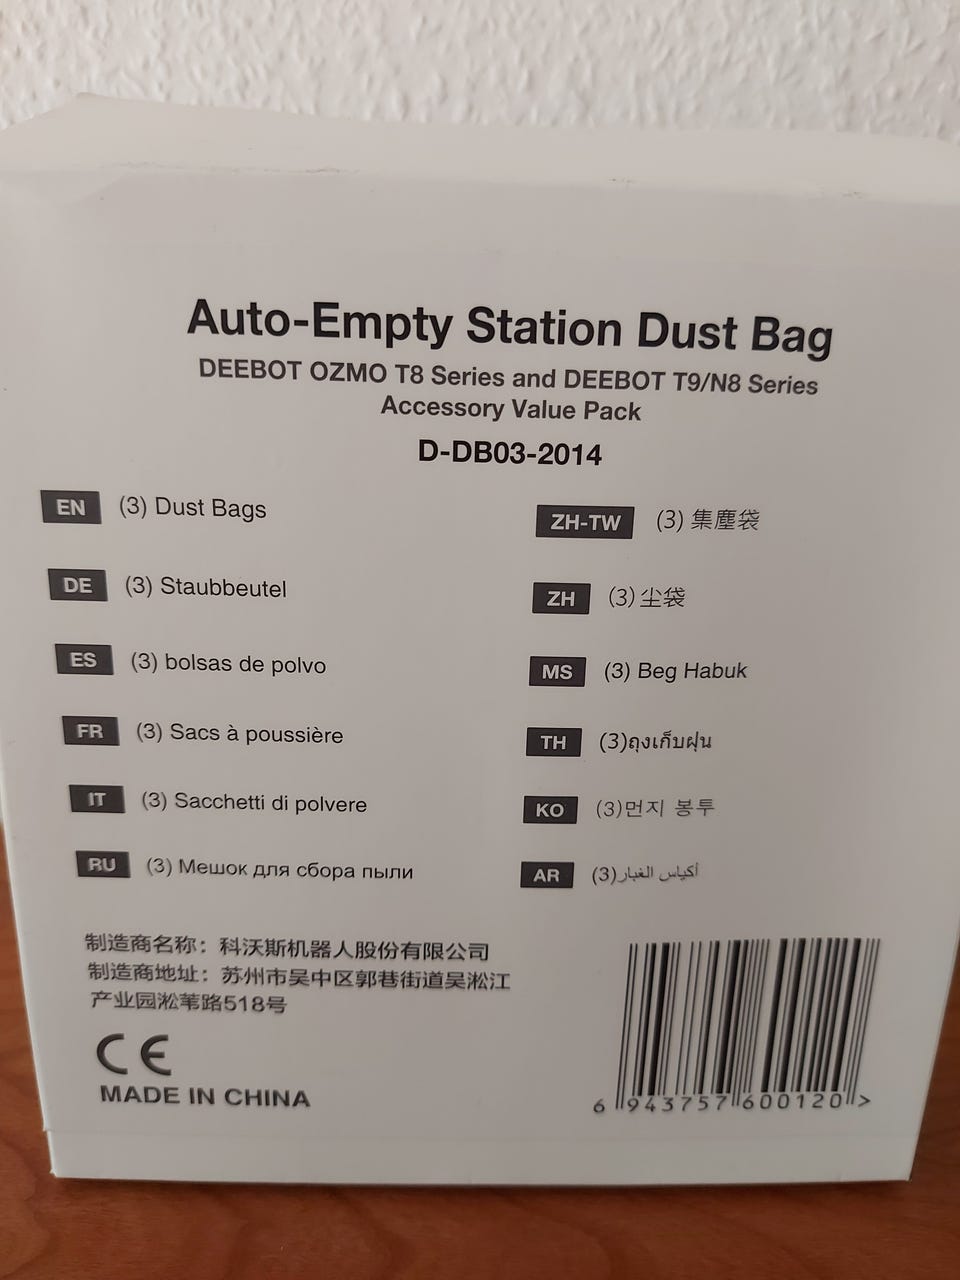 Auto-Empty Station Dust Bag
DEEBOT OZMO T8 Series and DEEBOT T9/N8 Series
Accessory Value Pack
D-DB03-2014
EN (3) Dust Bags
DE (3) Staubbeutel
ES (3) bolsas de polvo
FR (3) Sacs à poussière
IT (3) Sacchetti di polvere
RU (3) Мешок для сбора пыли
ZH-TW (3) 集塵袋
ZH (3) 尘袋
MS (3) Beg Habuk
TH (3)ถุงเก็บฝุ่น
KO (3)먼지 봉투
AR (3)أكياس الغبار
制造商名称：科沃斯机器人股份有限公司
制造商地址：苏州市吴中区郭巷街道吴淞江
产业园淞苇路518号
CE
MADE IN CHINA
6 943757 600120 >